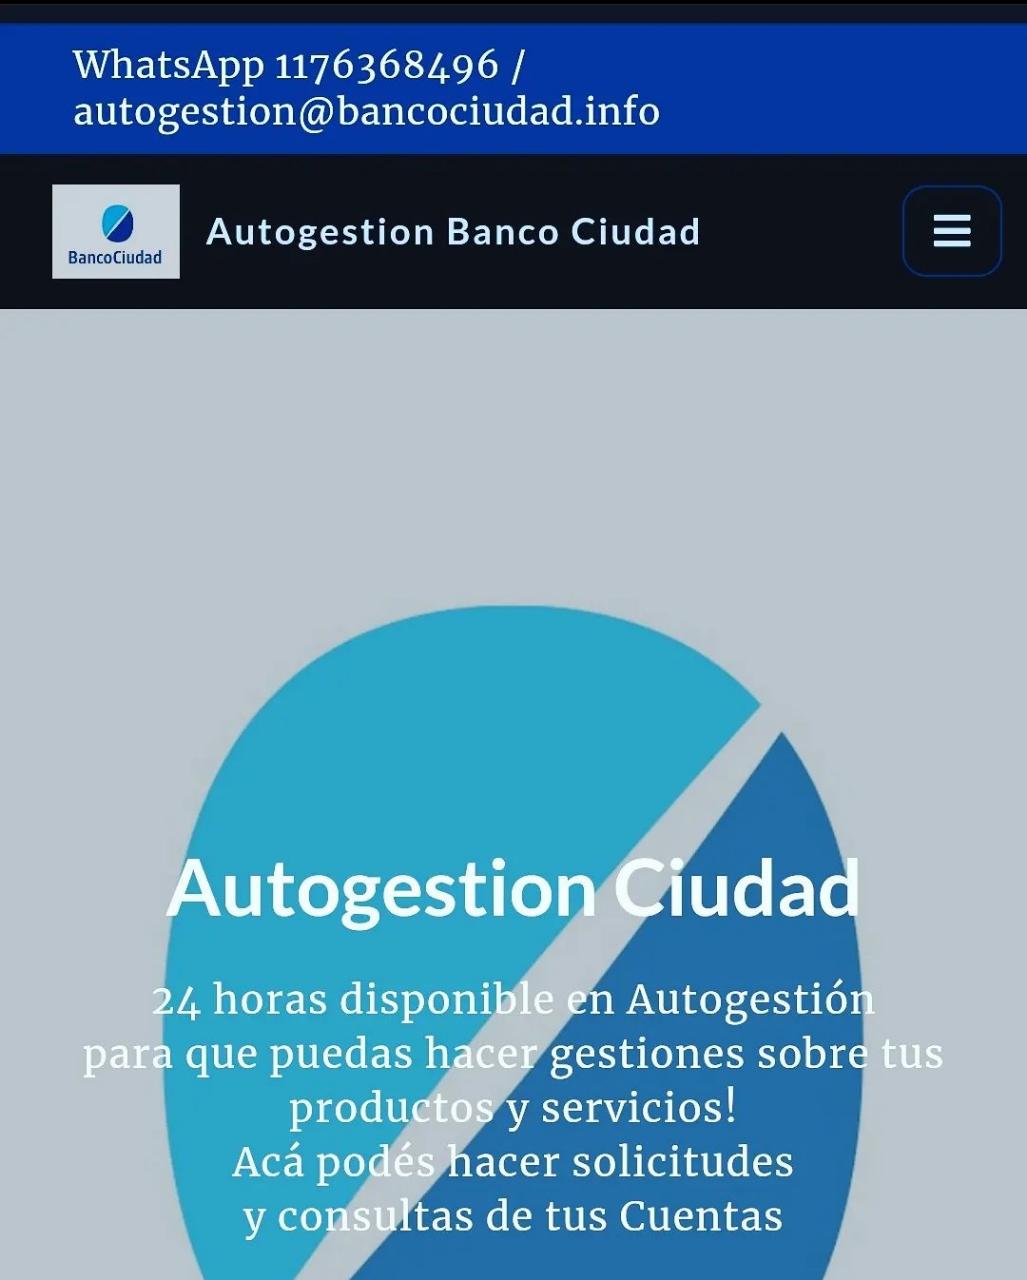 WhatsApp 1176368496 /
autogestion@bancociudad.info
BancoCiudad
Autogestion Banco Ciudad
Autogestion Ciudad
24 horas disponible en Autogestión
para que puedas hacer gestiones sobre tus
productos y servicios!
Acá podés hacer solicitudes
y consultas de tus Cuentas